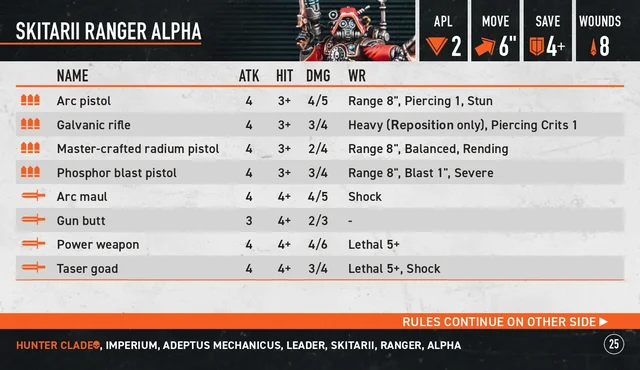 SKITARII RANGER ALPHA
APL MOVE SAVE WOUNDS
2 6" 4+ 8
NAME ATK HIT DMG WR
Arc pistol 4 3+ 4/5 Range 8", Piercing 1, Stun
Galvanic rifle 4 3+ 3/4 Heavy (Reposition only), Piercing Crits 1
Master-crafted radium pistol 4 3+ 2/4 Range 8", Balanced, Rending
Phosphor blast pistol 4 3+ 3/4 Range 8", Blast 1", Severe
Arc maul 4 4+ 4/5 Shock
Gun butt 3 4+ 2/3 -
Power weapon 4 4+ 4/6 Lethal 5+
Taser goad 4 4+ 3/4 Lethal 5+, Shock
RULES CONTINUE ON OTHER SIDE ►
HUNTER CLADE, IMPERIUM, ADEPTUS MECHANICUS, LEADER, SKITARII, RANGER, ALPHA
25